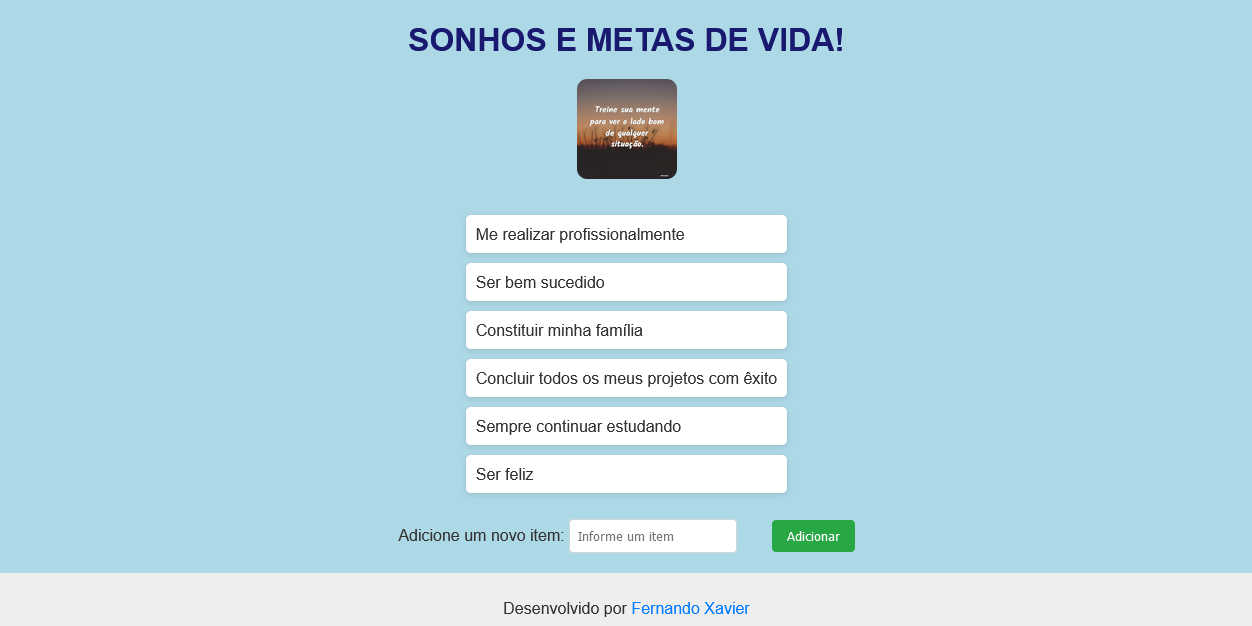 SONHOS E METAS DE VIDA!
Treine sua mente
para ver o lado bom
de qualquer
situação.
Me realizar profissionalmente
Ser bem sucedido
Constituir minha família
Concluir todos os meus projetos com êxito
Sempre continuar estudando
Ser feliz
Adicione um novo item: Informe um item Adicionar
Desenvolvido por Fernando Xavier